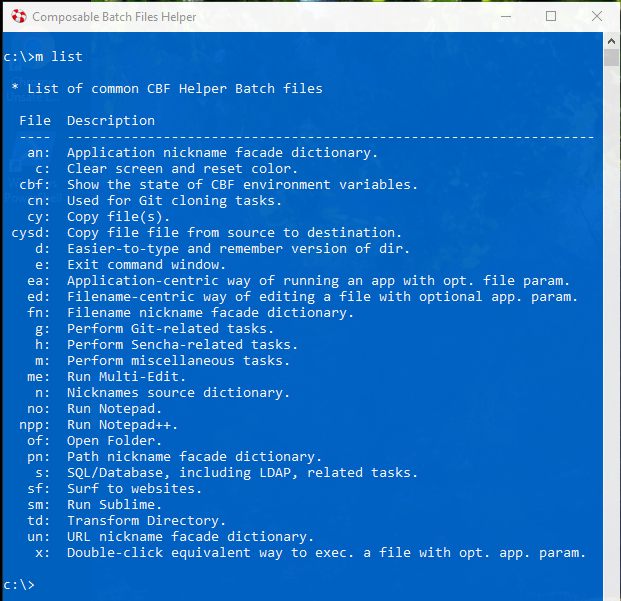 Composable Batch Files Helper
c:\>m list
* List of common CBF Helper Batch files
File  Description
----  ------------------------------------------------------------------
an:  Application nickname facade dictionary.
c:  Clear screen and reset color.
cbf:  Show the state of CBF environment variables.
cn:  Used for Git cloning tasks.
cy:  Copy file(s).
cysd:  Copy file file from source to destination.
d:  Easier-to-type and remember version of dir.
e:  Exit command window.
ea:  Application-centric way of running an app with opt. file param.
ed:  Filename-centric way of editing a file with optional app. param.
fn:  Filename nickname facade dictionary.
g:  Perform Git-related tasks.
h:  Perform Sencha-related tasks.
m:  Perform miscellaneous tasks.
me:  Run Multi-Edit.
n:  Nicknames source dictionary.
no:  Run Notepad.
npp:  Run Notepad++.
of:  Open Folder.
pn:  Path nickname facade dictionary.
s:  SQL/Database, including LDAP, related tasks.
sf:  Surf to websites.
sm:  Run Sublime.
td:  Transform Directory.
un:  URL nickname facade dictionary.
x:  Double-click equivalent way to exec. a file with opt. app. param.
c:\>